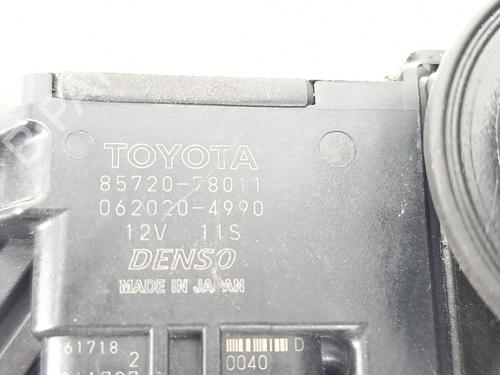 TOYOTA
85720-78011
062020-4990
12V 11S
DENSO
MADE IN JAPAN
61718
2
D
0040